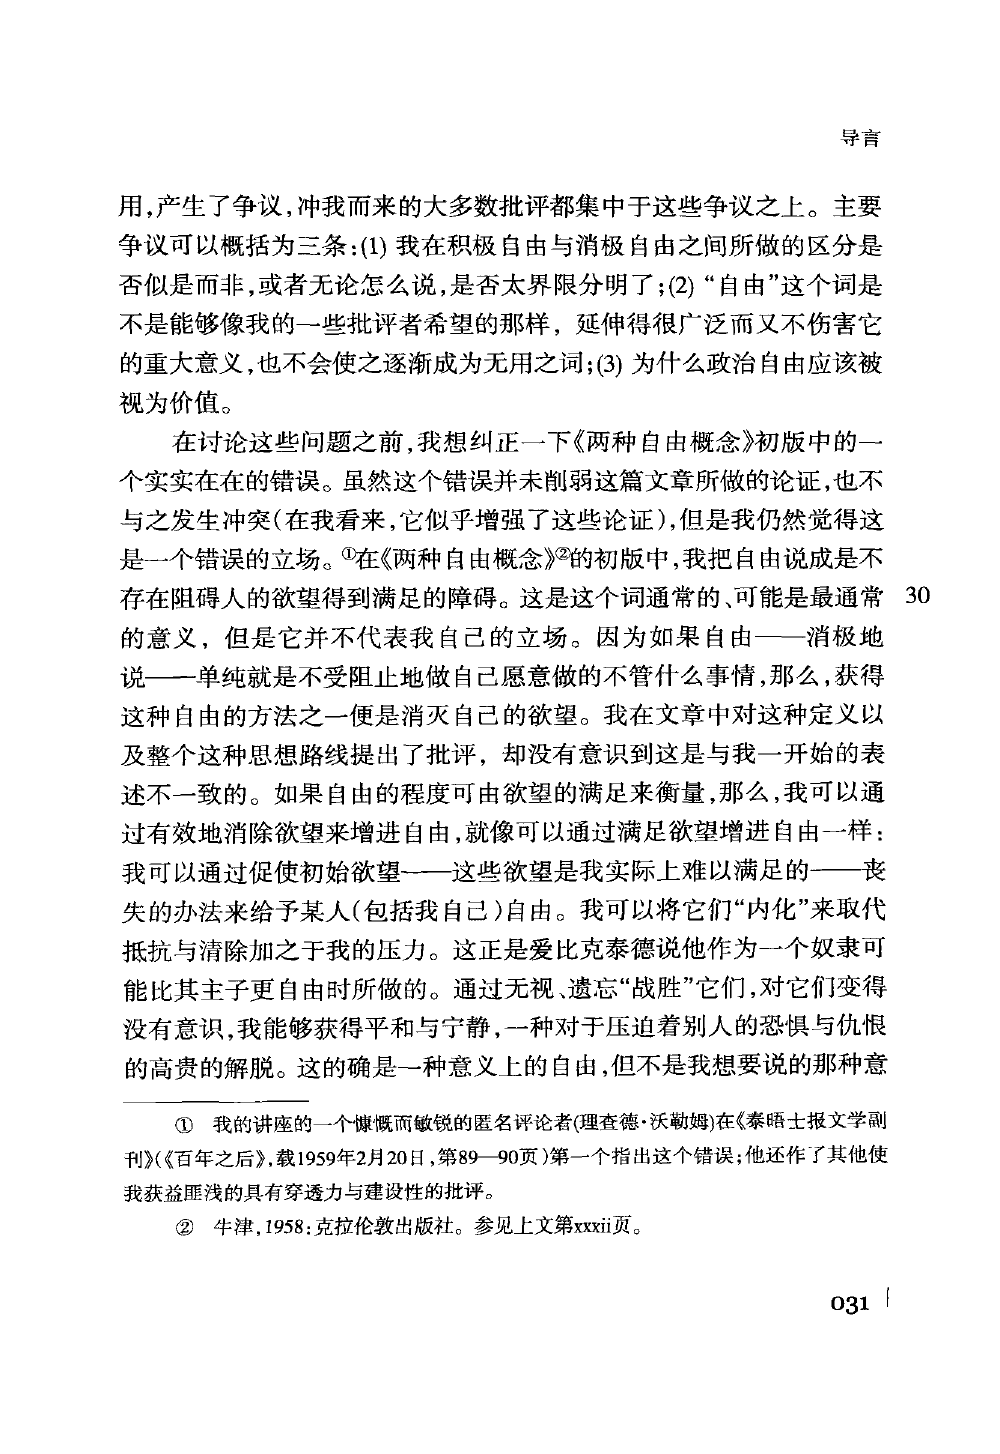 导言
用,产生了争议,冲我而来的大多数批评都集中于这些争议之上。主要
争议可以概括为三条:(1) 我在积极自由与消极自由之间所做的区分是
否似是而非,或者无论怎么说,是否太界限分明了;(2) “自由”这个词是
不是能够像我的一些批评者希望的那样，延伸得很广泛而又不伤害它
的重大意义,也不会使之逐渐成为无用之词;(3) 为什么政治自由应该被
视为价值。
在讨论这些问题之前,我想纠正一下《两种自由概念》初版中的一
个实实在在的错误。虽然这个错误并未削弱这篇文章所做的论证,也不
与之发生冲突(在我看来,它似乎增强了这些论证),但是我仍然觉得这
是一个错误的立场。①在《两种自由概念》②的初版中,我把自由说成是不
存在阻碍人的欲望得到满足的障碍。这是这个词通常的、可能是最通常 30
的意义，但是它并不代表我自己的立场。因为如果自由——消极地
说——单纯就是不受阻止地做自己愿意做的不管什么事情,那么,获得
这种自由的方法之一便是消灭自己的欲望。我在文章中对这种定义以
及整个这种思想路线提出了批评，却没有意识到这是与我一开始的表
述不一致的。如果自由的程度可由欲望的满足来衡量,那么,我可以通
过有效地消除欲望来增进自由,就像可以通过满足欲望增进自由一样：
我可以通过促使初始欲望——这些欲望是我实际上难以满足的——丧
失的办法来给予某人(包括我自己)自由。我可以将它们“内化”来取代
抵抗与清除加之于我的压力。这正是爱比克泰德说他作为一个奴隶可
能比其主子更自由时所做的。通过无视、遗忘“战胜”它们,对它们变得
没有意识,我能够获得平和与宁静,一种对于压迫着别人的恐惧与仇恨
的高贵的解脱。这的确是一种意义上的自由,但不是我想要说的那种意
① 我的讲座的一个慷慨而敏锐的匿名评论者(理查德·沃勒姆)在《泰晤士报文学副
刊》(《百年之后》,载1959年2月20日,第89—90页)第一个指出这个错误;他还作了其他使
我获益匪浅的具有穿透力与建设性的批评。
② 牛津,1958:克拉伦敦出版社。参见上文第xxxii页。
031